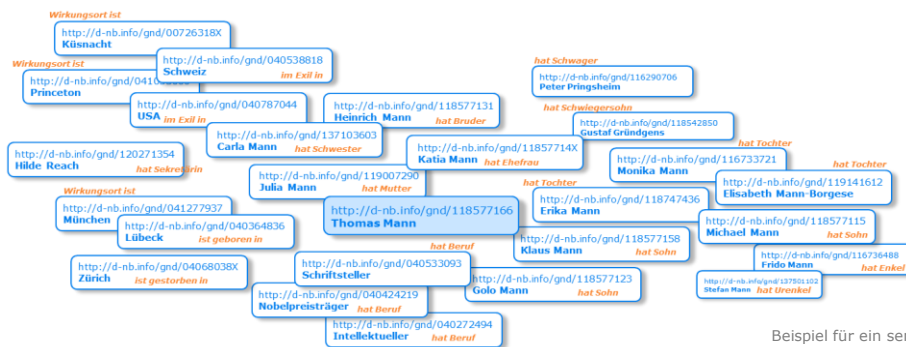 Wirkungsort ist
http://d-nb.info/gnd/00726318X
Küsnacht
http://d-nb.info/gnd/040538818
Schweiz
im Exil in
Wirkungsort ist
Princeton
http://d-nb.info/gnd/040787044
USA
im Exil in
http://d-nb.info/gnd/118577131
Heinrich Mann
hat Bruder
http://d-nb.info/gnd/137103603
Carla Mann
hat Schwester
hat Schwager
http://d-nb.info/gnd/116290706
Peter Pringsheim
hat Schwiegersohn
http://d-nb.info/gnd/118542850
Gustaf Gründgens
http://d-nb.info/gnd/11857714X
Katia Mann
hat Ehefrau
http://d-nb.info/gnd/120271354
Hilde Reach
hat Sekretärin
http://d-nb.info/gnd/119007290
Julia Mann
hat Mutter
hat Tochter
http://d-nb.info/gnd/116733721
Monika Mann
hat Tochter
http://d-nb.info/gnd/119141612
Elisabeth Mann-Borgese
hat Tochter
http://d-nb.info/gnd/118747436
Erika Mann
Wirkungsort ist
http://d-nb.info/gnd/041277937
München
http://d-nb.info/gnd/040364836
Lübeck
ist geboren in
http://d-nb.info/gnd/118577166
Thomas Mann
http://d-nb.info/gnd/118577115
Michael Mann
hat Sohn
http://d-nb.info/gnd/118577158
Klaus Mann
hat Sohn
http://d-nb.info/gnd/116736488
Frido Mann
hat Enkel
http://d-nb.info/gnd/04068038X
Zürich
ist gestorben in
hat Beruf
http://d-nb.info/gnd/040533093
Schriftsteller
http://d-nb.info/gnd/118577123
Golo Mann
hat Sohn
http://d-nb.info/gnd/137501102
Stefan Mann
hat Urenkel
http://d-nb.info/gnd/040424219
Nobelpreisträger
hat Beruf
http://d-nb.info/gnd/040272494
Intellektueller
hat Beruf
Beispiel für ein